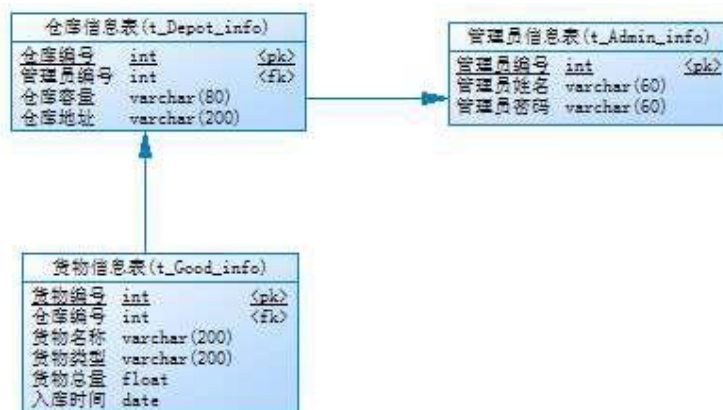 仓库信息表(t_Depot_info)
仓库编号 int <pk>
管理员编号 int <fk>
仓库容量 varchar(80)
仓库地址 varchar(200)
管理员信息表(t_Admin_info)
管理员编号 int <pk>
管理员姓名 varchar(60)
管理员密码 varchar(60)
货物信息表(t_Good_info)
货物编号 int <pk>
仓库编号 int <fk>
货物名称 varchar(200)
货物类型 varchar(200)
货物总量 float
入库时间 date